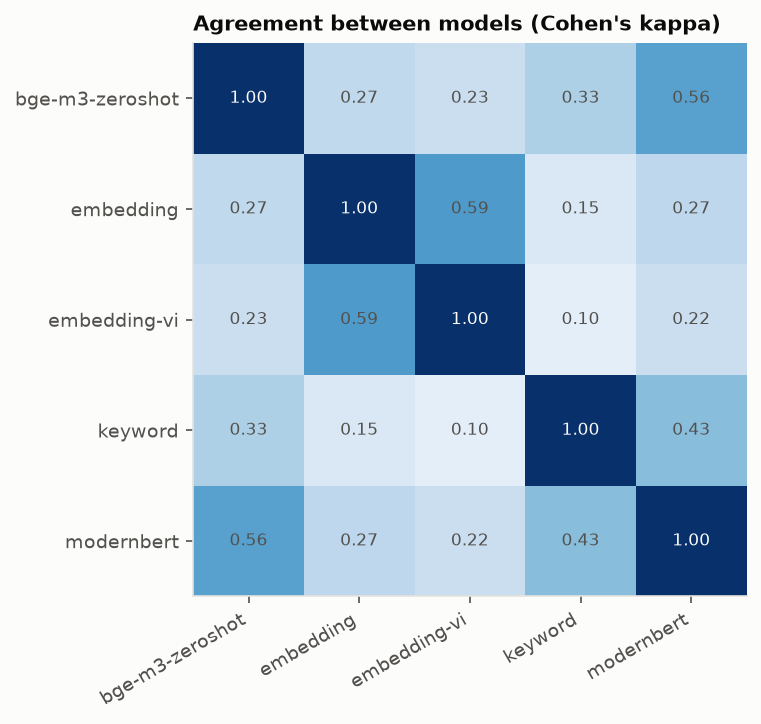 Agreement between models (Cohen's kappa)
bge-m3-zeroshot 1.00 0.27 0.23 0.33 0.56
embedding 0.27 1.00 0.59 0.15 0.27
embedding-vi 0.23 0.59 1.00 0.10 0.22
keyword 0.33 0.15 0.10 1.00 0.43
modernbert 0.56 0.27 0.22 0.43 1.00
bge-m3-zeroshot embedding embedding-vi keyword modernbert